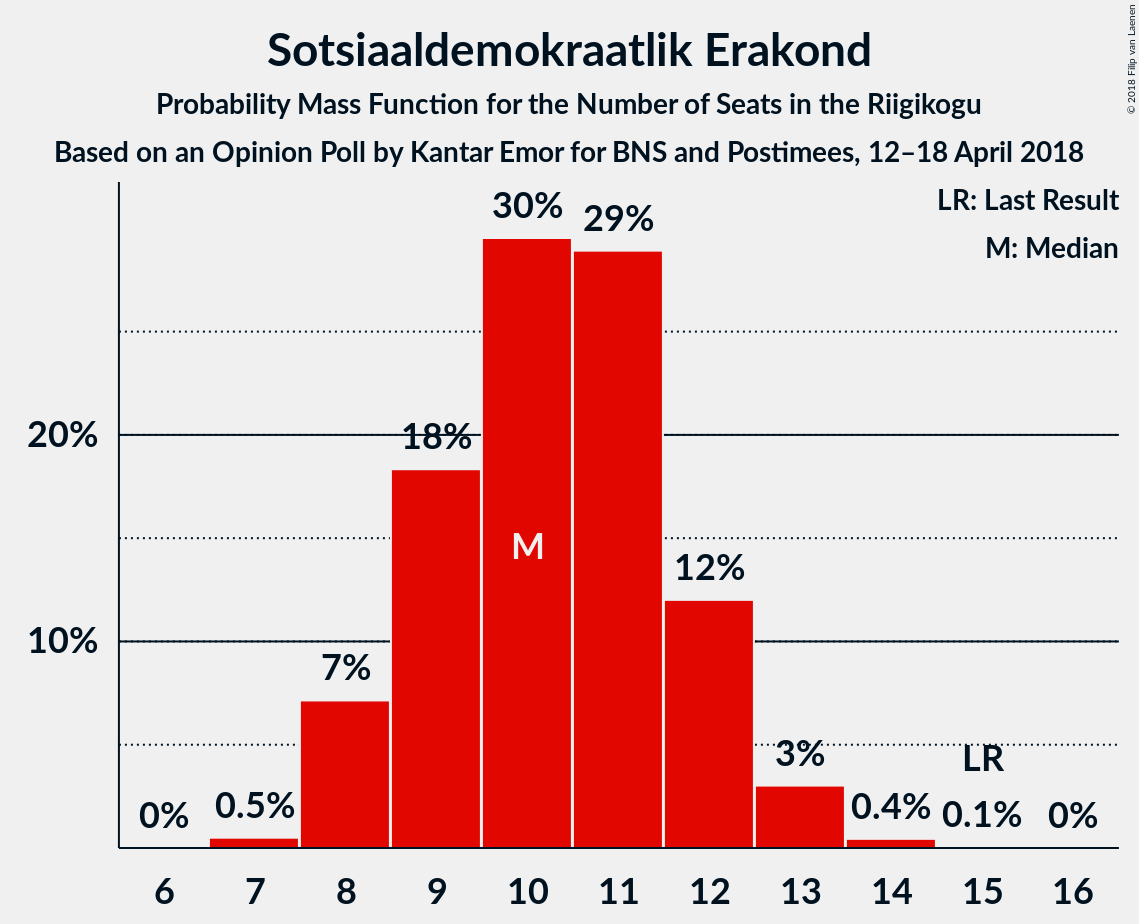 Sotsiaaldemokraatlik Erakond
Probability Mass Function for the Number of Seats in the Riigikogu
Based on an Opinion Poll by Kantar Emor for BNS and Postimees, 12–18 April 2018
© 2018 Filip van Laenen
LR: Last Result
M: Median
30%
29%
20%
18%
M
12%
10%
7%
3%
LR
0%
0.5%
0.4%
0.1%
0%
6 7 8 9 10 11 12 13 14 15 16